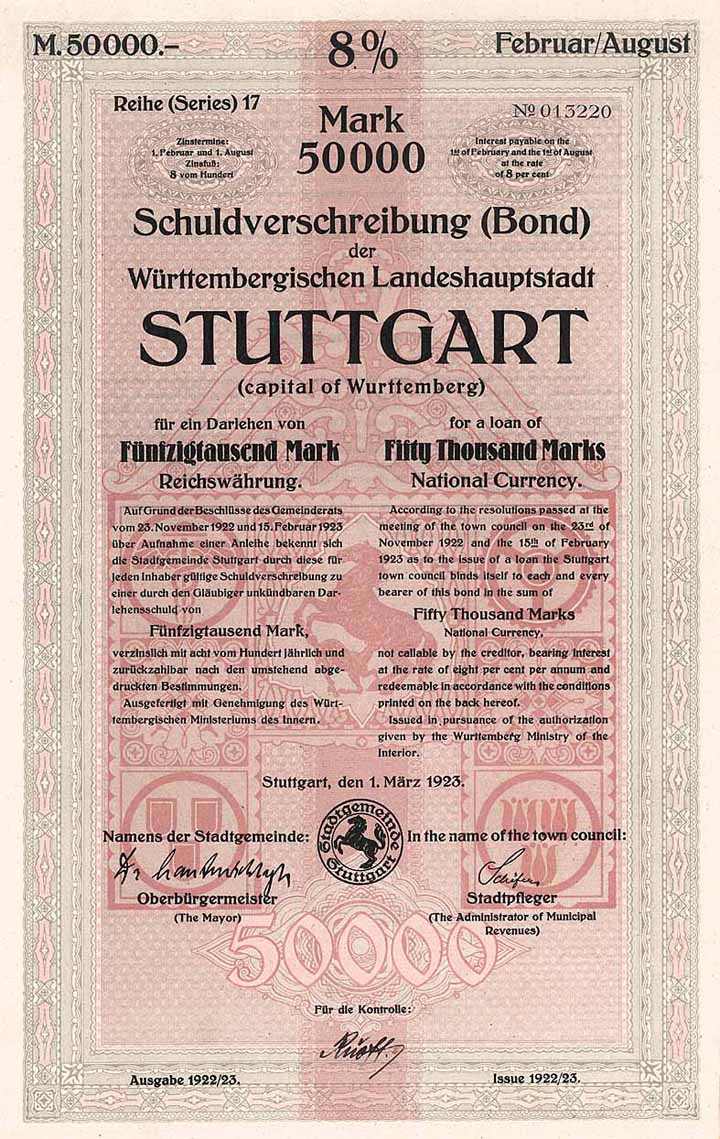 M. 50000.–
8%
Februar/August
Reihe (Series) 17
№ 013220
Mark
50000
Zinstermine:
1. Februar und 1. August
Zinsfuß:
8 vom Hundert
Interest payable on the
1st of February and the 1st of August
at the rate
of 8 per cent
Schuldverschreibung (Bond)
der
Württembergischen Landeshauptstadt
STUTTGART
(capital of Wurttemberg)
für ein Darlehen von
Fünfzigtausend Mark
Reichswährung.
Auf Grund der Beschlüsse des Gemeinderats
vom 23. November 1922 und 15. Februar 1923
über Aufnahme einer Anleihe bekennt sich
die Stadtgemeinde Stuttgart durch diese für
jeden Inhaber gültige Schuldverschreibung zu
einer durch den Gläubiger unkündbaren Dar-
lehensschuld von
Fünfzigtausend Mark,
verzinslich mit acht vom Hundert jährlich und
zurückzahlbar nach den umstehend abge-
druckten Bestimmungen.
Ausgefertigt mit Genehmigung des Würt-
tembergischen Ministeriums des Innern.
for a loan of
Fifty Thousand Marks
National Currency.
According to the resolutions passed at the
meeting of the town council on the 23rd of
November 1922 and the 15th of February
1923 as to the issue of a loan the Stuttgart
town council binds itself to each and every
bearer of this bond in the sum of
Fifty Thousand Marks
National Currency,
not callable by the creditor, bearing interest
at the rate of eight per cent per annum and
redeemable in accordance with the conditions
printed on the back hereof.
Issued in pursuance of the authorization
given by the Wurttemberg Ministry of the
Interior.
Stuttgart, den 1. März 1923.
Namens der Stadtgemeinde:
Stadtgemeinde
Stuttgart
In the name of the town council:
Oberbürgermeister
(The Mayor)
Stadtpfleger
(The Administrator of Municipal
Revenues)
50000
Für die Kontrolle:
Ausgabe 1922/23.
Issue 1922/23.